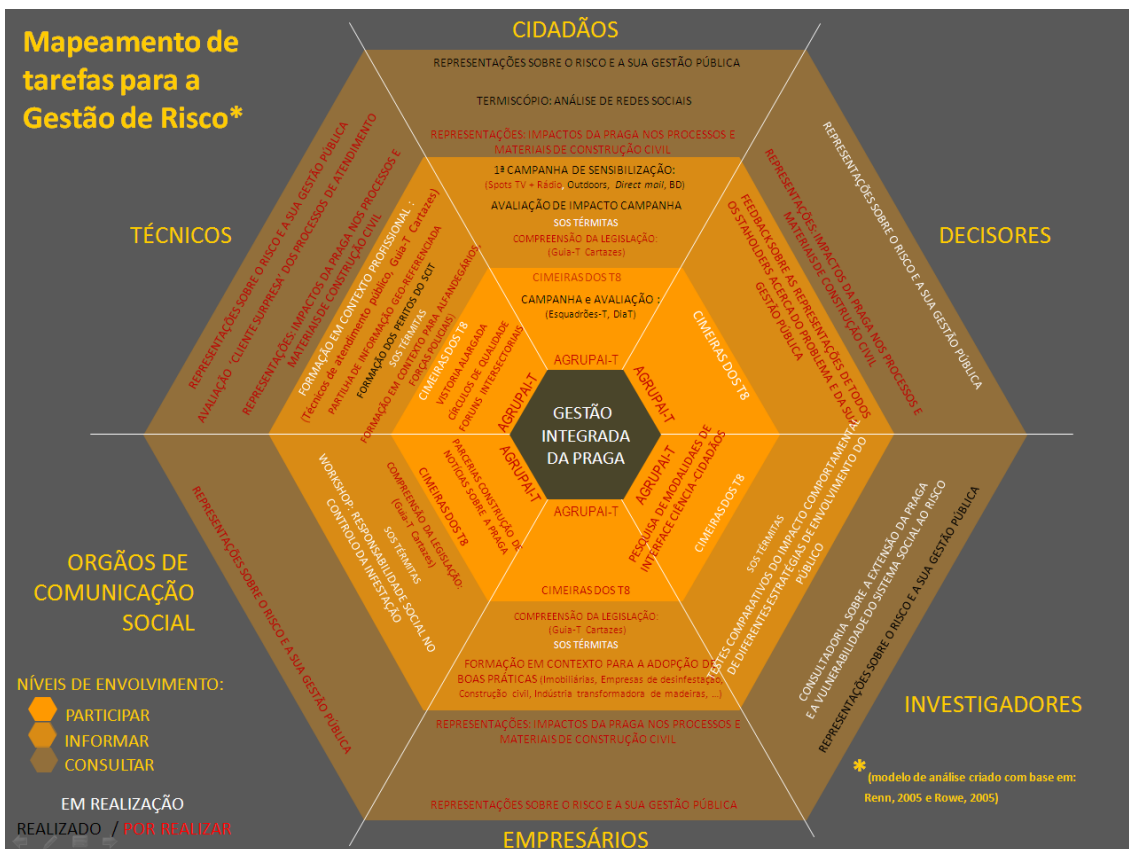 Mapeamento de
tarefas para a
Gestão de Risco*
CIDADÃOS
REPRESENTAÇÕES SOBRE O RISCO E A SUA GESTÃO PÚBLICA
TERMISCÓPIO: ANÁLISE DE REDES SOCIAIS
REPRESENTAÇÕES: IMPACTOS DA PRAGA NOS PROCESSOS E
MATERIAIS DE CONSTRUÇÃO CIVIL
1ª CAMPANHA DE SENSIBILIZAÇÃO:
(Spots TV + Rádio, Outdoors, Direct mail, BD)
AVALIAÇÃO DE IMPACTO CAMPANHA
SOS TÉRMITAS
COMPREENSÃO DA LEGISLAÇÃO:
(Guia-T Cartazes)
CIMEIRAS DOS T8
CAMPANHA e AVALIAÇÃO :
(Esquadrões-T, DiaT)
AGRUPAI-T
DECISORES
REPRESENTAÇÕES SOBRE O RISCO E A SUA GESTÃO PÚBLICA
REPRESENTAÇÕES: IMPACTOS DA PRAGA NOS PROCESSOS E
MATERIAIS DE CONSTRUÇÃO CIVIL
FEEDBACK SOBRE AS REPRESENTAÇÕES DE TODOS
OS STAHOLDERS ACERCA DO PROBLEMA E DA SUA
GESTÃO PÚBLICA
CIMEIRAS DOS T8
AGRUPAI-T
TÉCNICOS
REPRESENTAÇÕES SOBRE O RISCO E A SUA GESTÃO PÚBLICA
AVALIAÇÃO 'CLIENTE SURPRESA' DOS PROCESSOS DE ATENDIMENTO
REPRESENTAÇÕES: IMPACTOS DA PRAGA NOS PROCESSOS E
MATERIAIS DE CONSTRUÇÃO CIVIL
FORMAÇÃO EM CONTEXTO PROFISSIONAL :
(Técnicos de atendimento público, Guia-T Cartazes)
PARTILHA DE INFORMAÇÃO GEO-REFERENCIADA
FORMAÇÃO DOS PERITOS DO SCIT
SOS TÉRMITAS
FORMAÇÃO EM CONTEXTO PARA ALFANDEGÁRIOS,
FORÇAS POLICIAIS)
CIMEIRAS DOS T8
VISTORIA ALARGADA
CÍRCULOS DE QUALIDADE
FORUNS INTERSECTORIAIS
AGRUPAI-T
GESTÃO
INTEGRADA
DA PRAGA
ORGÃOS DE
COMUNICAÇÃO
SOCIAL
REPRESENTAÇÕES SOBRE O RISCO E A SUA GESTÃO PÚBLICA
WORKSHOP: RESPONSABILIDADE SOCIAL NO
CONTROLO DA INFESTAÇÃO
SOS TÉRMITAS
COMPREENSÃO DA LEGISLAÇÃO:
(Guia-T Cartazes)
CIMEIRAS DOS T8
PARCERIAS CONSTRUÇÃO DE
NOTÍCIAS SOBRE A PRAGA
AGRUPAI-T
AGRUPAI-T
PESQUISA DE MODALIDAES DE
INTERFACE CIÊNCIA-CIDADÃOS
CIMEIRAS DOS T8
SOS TÉRMITAS
TESTES COMPARATIVOS DO IMPACTO COMPORTAMENTAL
DE DIFERENTES ESTRATÉGIAS DE ENVOLVIMENTO DO
PÚBLICO
CONSULTADORIA SOBRE A EXTENSÃO DA PRAGA
E A VULNERABILIDADE DO SISTEMA SOCIAL AO RISCO
REPRESENTAÇÕES SOBRE O RISCO E A SUA GESTÃO PÚBLICA
INVESTIGADORES
AGRUPAI-T
CIMEIRAS DOS T8
COMPREENSÃO DA LEGISLAÇÃO:
(Guia-T Cartazes)
SOS TÉRMITAS
FORMAÇÃO EM CONTEXTO PARA A ADOPÇÃO DE
BOAS PRÁTICAS (Imobiliárias, Empresas de desinfestação,
Construção civil, Indústria transformadora de madeiras, ...)
REPRESENTAÇÕES: IMPACTOS DA PRAGA NOS PROCESSOS E
MATERIAIS DE CONSTRUÇÃO CIVIL
REPRESENTAÇÕES SOBRE O RISCO E A SUA GESTÃO PÚBLICA
EMPRESÁRIOS
NÍVEIS DE ENVOLVIMENTO:
PARTICIPAR
INFORMAR
CONSULTAR
EM REALIZAÇÃO
REALIZADO / POR REALIZAR
* (modelo de análise criado com base em:
Renn, 2005 e Rowe, 2005)